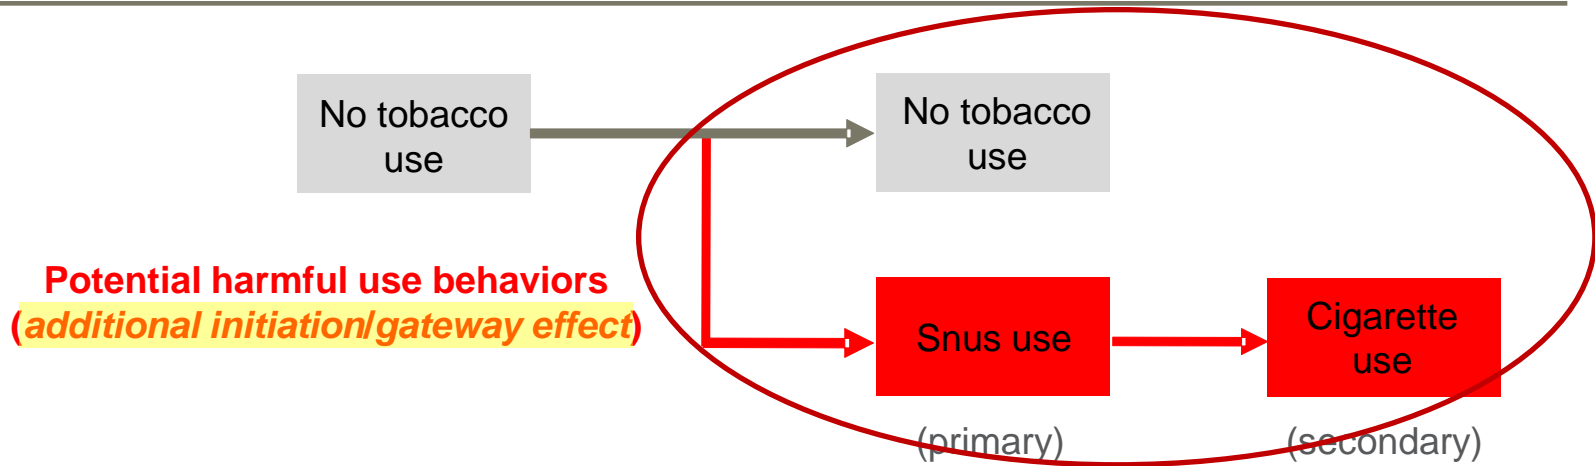 No tobacco
use
No tobacco
use
Potential harmful use behaviors
(additional initiation/gateway effect)
Snus use
Cigarette
use
(primary)
(secondary)